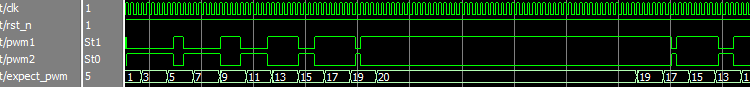 t/clk 1
t/rst_n 1
t/pwm1 St1
t/pwm2 St0
t/expect_pwm 5 1 3 5 7 9 11 13 15 17 19 20 19 17 15 13 1